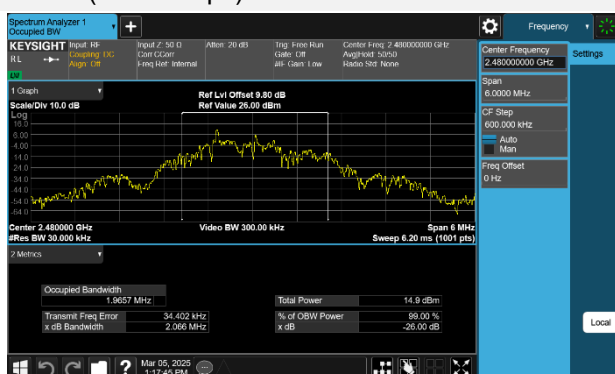 Spectrum Analyzer 1
Occupied BW
Frequency
KEYSIGHT
R L
Input: RF
Coupling: DC
Align: Off
Input Z: 50 Ω
Corr CCorr
Freq Ref: Internal
Atten: 20 dB
Trig: Free Run
Gate: Off
#IF Gain: Low
Center Freq: 2.480000000 GHz
Avg|Hold: 50/50
Radio Std: None
Center Frequency
2.480000000 GHz
Settings
Span
6.0000 MHz
CF Step
600.000 kHz
Auto
Man
Freq Offset
0 Hz
1 Graph
Scale/Div 10.0 dB
Ref Lvl Offset 9.80 dB
Ref Value 26.00 dBm
Log
16.0
6.00
-4.00
-14.0
-24.0
-34.0
-44.0
-54.0
-64.0
Center 2.480000 GHz
#Res BW 30.000 kHz
Video BW 300.00 kHz
Span 6 MHz
Sweep 6.20 ms (1001 pts)
2 Metrics
Occupied Bandwidth
1.9657 MHz
Total Power 14.9 dBm
Transmit Freq Error 34.402 kHz
% of OBW Power 99.00 %
x dB Bandwidth 2.066 MHz
x dB -26.00 dB
Local
Mar 05, 2025
1:17:45 PM